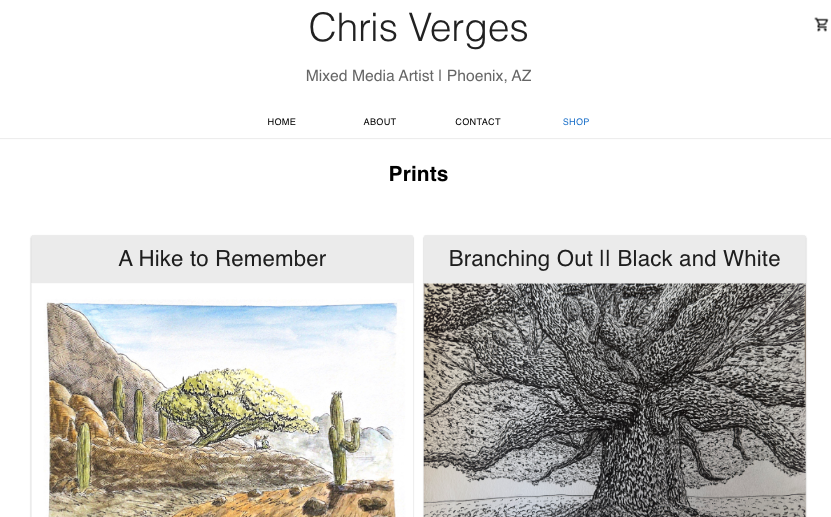 Chris Verges
Mixed Media Artist | Phoenix, AZ
HOME ABOUT CONTACT SHOP
Prints
A Hike to Remember
Branching Out || Black and White